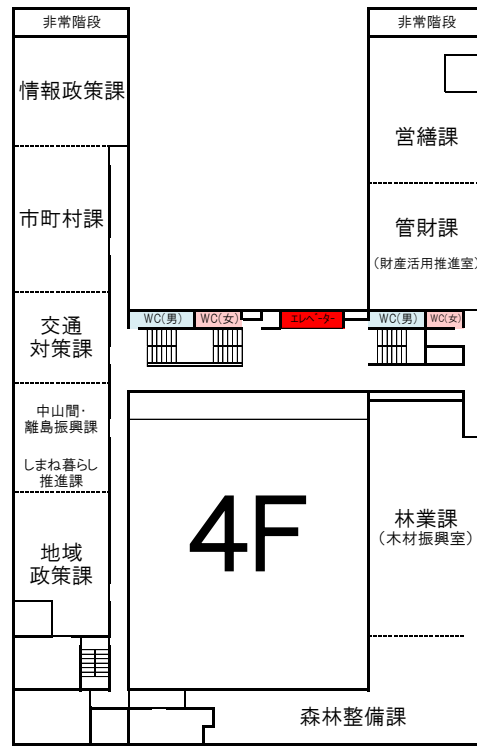 非常階段
非常階段
情報政策課
営繕課
市町村課
管財課
（財産活用推進室）
WC(男)
WC(女)
エレベーター
WC(男)
WC(女)
交通
対策課
中山間・
離島振興課
しまね暮らし
推進課
4F
林業課
（木材振興室）
地域
政策課
森林整備課